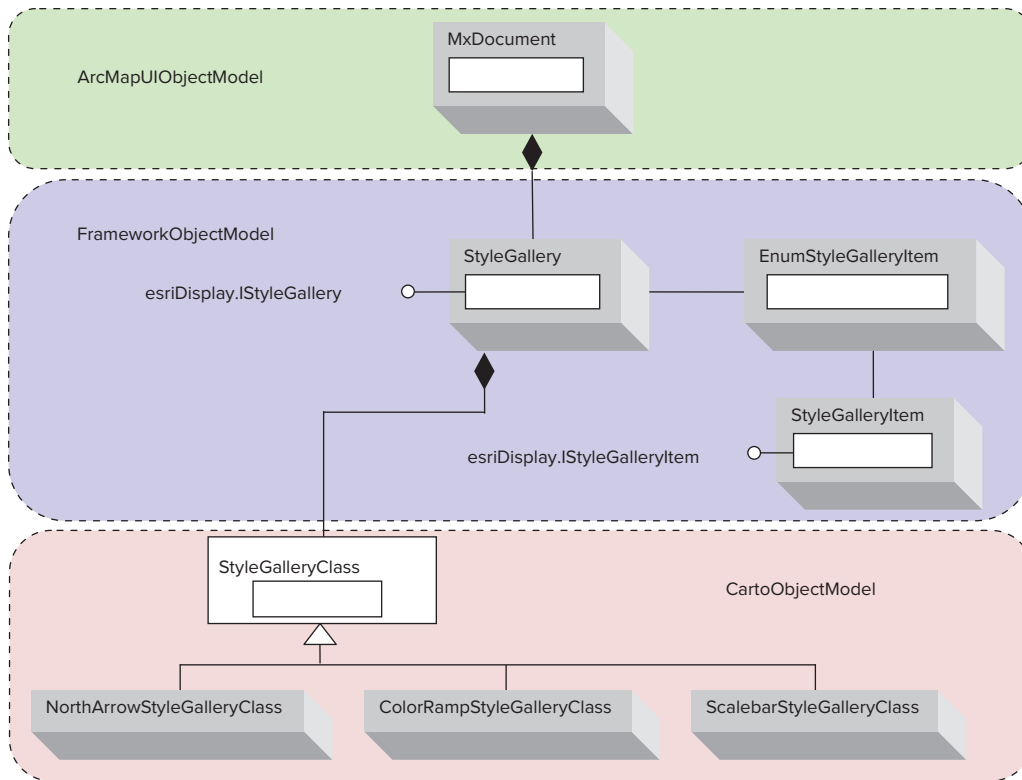 MxDocument
ArcMapUIObjectModel
FrameworkObjectModel
StyleGallery
EnumStyleGalleryItem
esriDisplay.IStyleGallery
StyleGalleryItem
esriDisplay.IStyleGalleryItem
StyleGalleryClass
CartoObjectModel
NorthArrowStyleGalleryClass
ColorRampStyleGalleryClass
ScalebarStyleGalleryClass